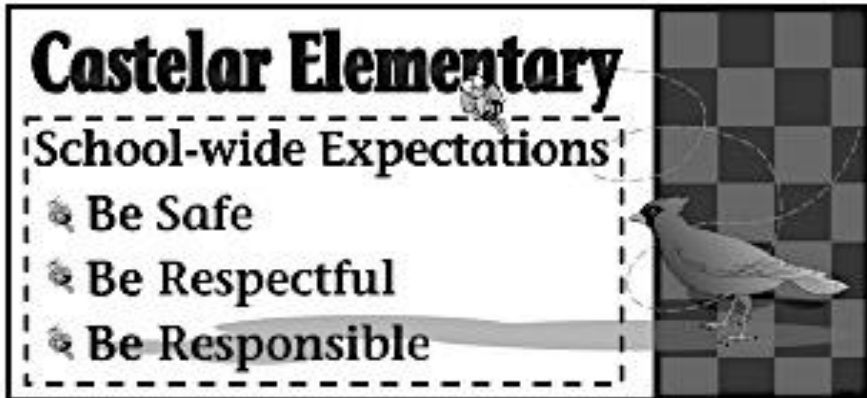 Castelar Elementary
School-wide Expectations
Be Safe
Be Respectful
Be Responsible